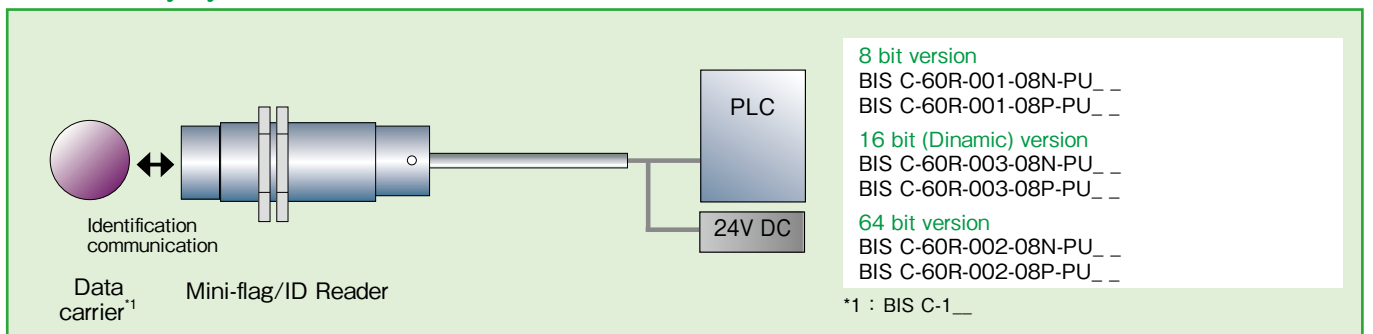 Identification
communication
Data
carrier*1
Mini-flag/ID Reader
PLC
24V DC
8 bit version
BIS C-60R-001-08N-PU_ _
BIS C-60R-001-08P-PU_ _
16 bit (Dinamic) version
BIS C-60R-003-08N-PU_ _
BIS C-60R-003-08P-PU_ _
64 bit version
BIS C-60R-002-08N-PU_ _
BIS C-60R-002-08P-PU_ _
*1 : BIS C-1__